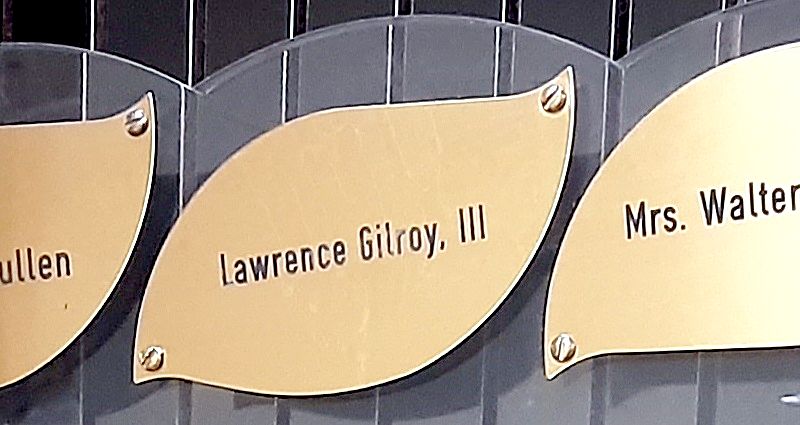 ullen
Lawrence Gilroy, III
Mrs. Walter